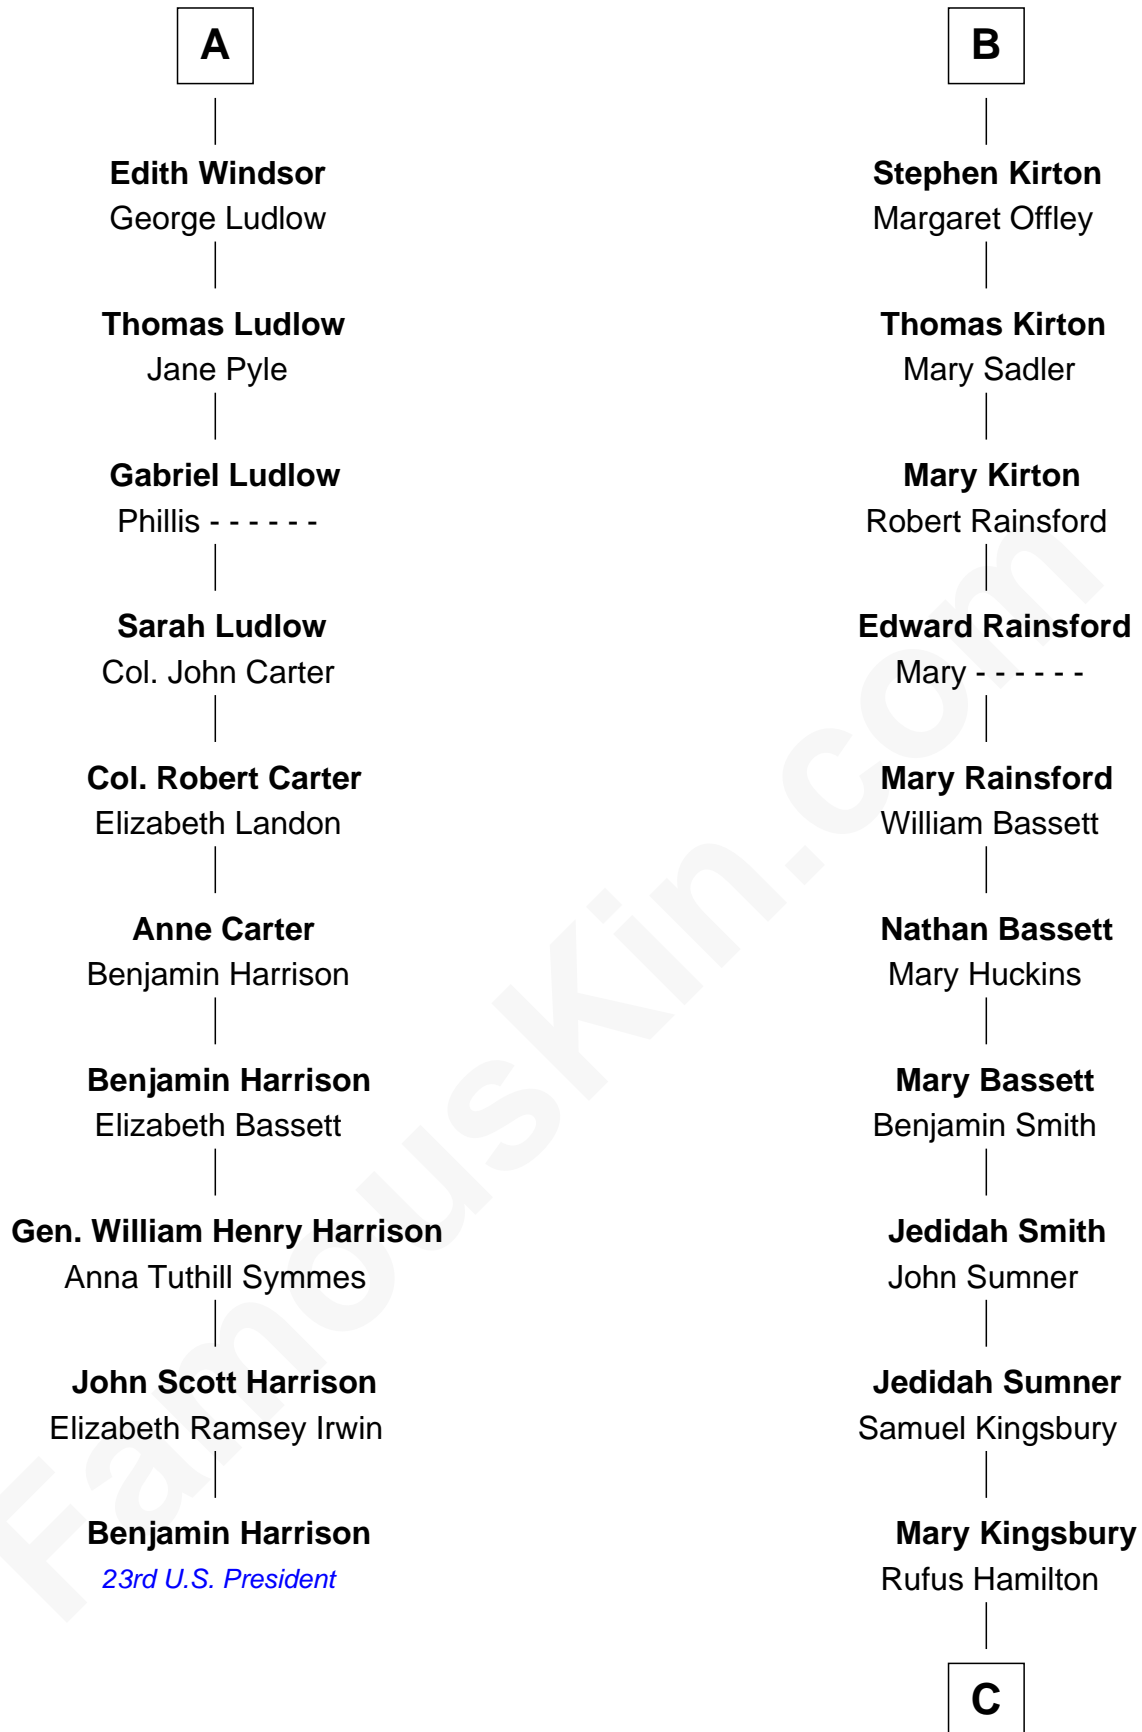 A
Edith Windsor
George Ludlow
Thomas Ludlow
Jane Pyle
Gabriel Ludlow
Phillis - - - - - -
Sarah Ludlow
Col. John Carter
Col. Robert Carter
Elizabeth Landon
Anne Carter
Benjamin Harrison
Benjamin Harrison
Elizabeth Bassett
Gen. William Henry Harrison
Anna Tuthill Symmes
John Scott Harrison
Elizabeth Ramsey Irwin
Benjamin Harrison
23rd U.S. President
B
Stephen Kirton
Margaret Offley
Thomas Kirton
Mary Sadler
Mary Kirton
Robert Rainsford
Edward Rainsford
Mary - - - - - -
Mary Rainsford
William Bassett
Nathan Bassett
Mary Huckins
Mary Bassett
Benjamin Smith
Jedidah Smith
John Sumner
Jedidah Sumner
Samuel Kingsbury
Mary Kingsbury
Rufus Hamilton
C
FamousKin.com